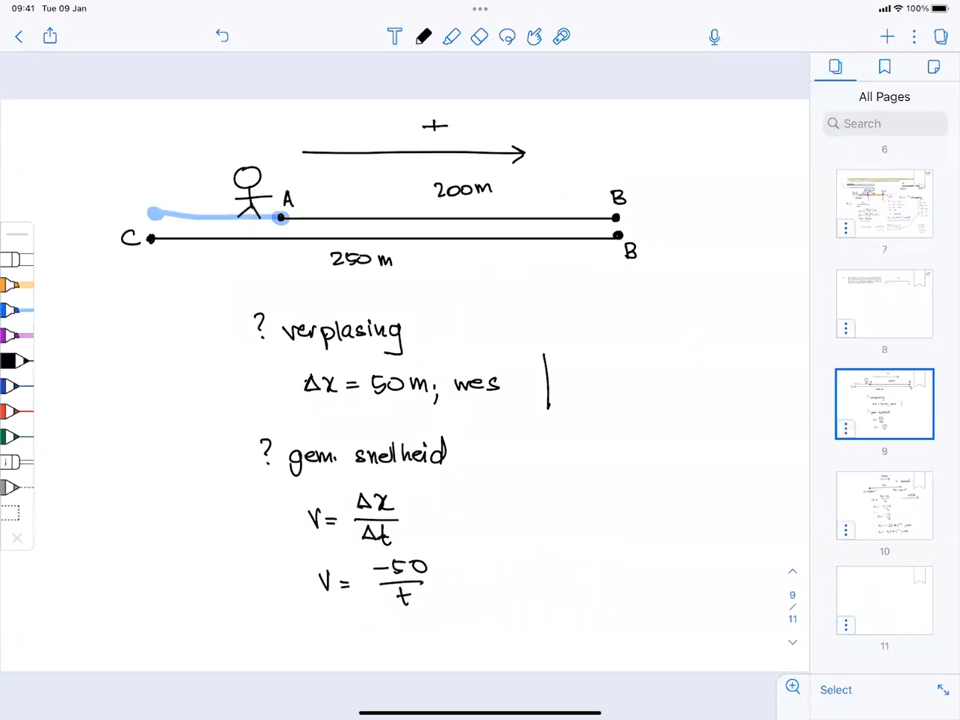 09:41 Tue 09 Jan
100%
T
All Pages
Search
6
7
8
9
10
11
+
200m
A
B
C
B
250 m
? verplasing
Δx = 50 m, wes
? gem. snelheid
V = Δx / Δt
V = -50 / t
9
/
11
Select